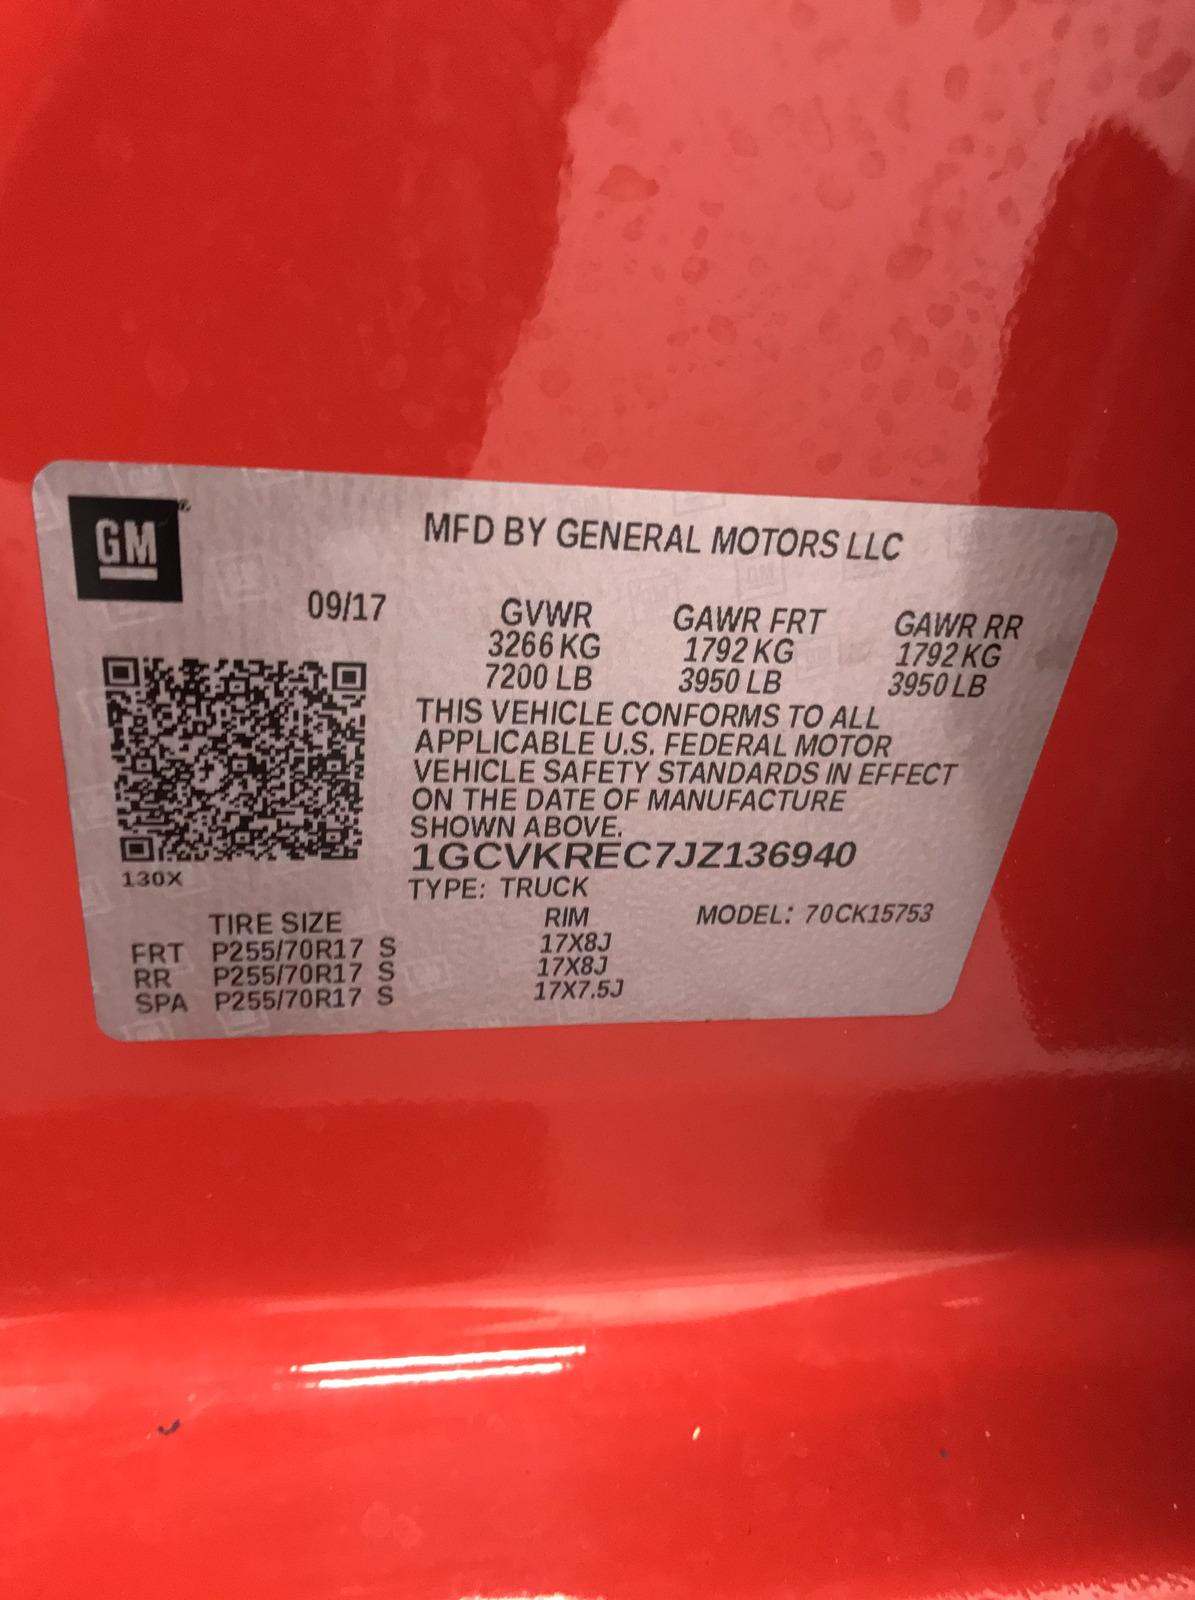 GM
MFD BY GENERAL MOTORS LLC
09/17
GVWR GAWR FRT GAWR RR
3266 KG 1792 KG 1792 KG
7200 LB 3950 LB 3950 LB
THIS VEHICLE CONFORMS TO ALL
APPLICABLE U.S. FEDERAL MOTOR
VEHICLE SAFETY STANDARDS IN EFFECT
ON THE DATE OF MANUFACTURE
SHOWN ABOVE.
1GCVKREC7JZ136940
130X
TYPE: TRUCK
TIRE SIZE RIM MODEL: 70CK15753
FRT P255/70R17 S 17X8J
RR P255/70R17 S 17X8J
SPA P255/70R17 S 17X7.5J